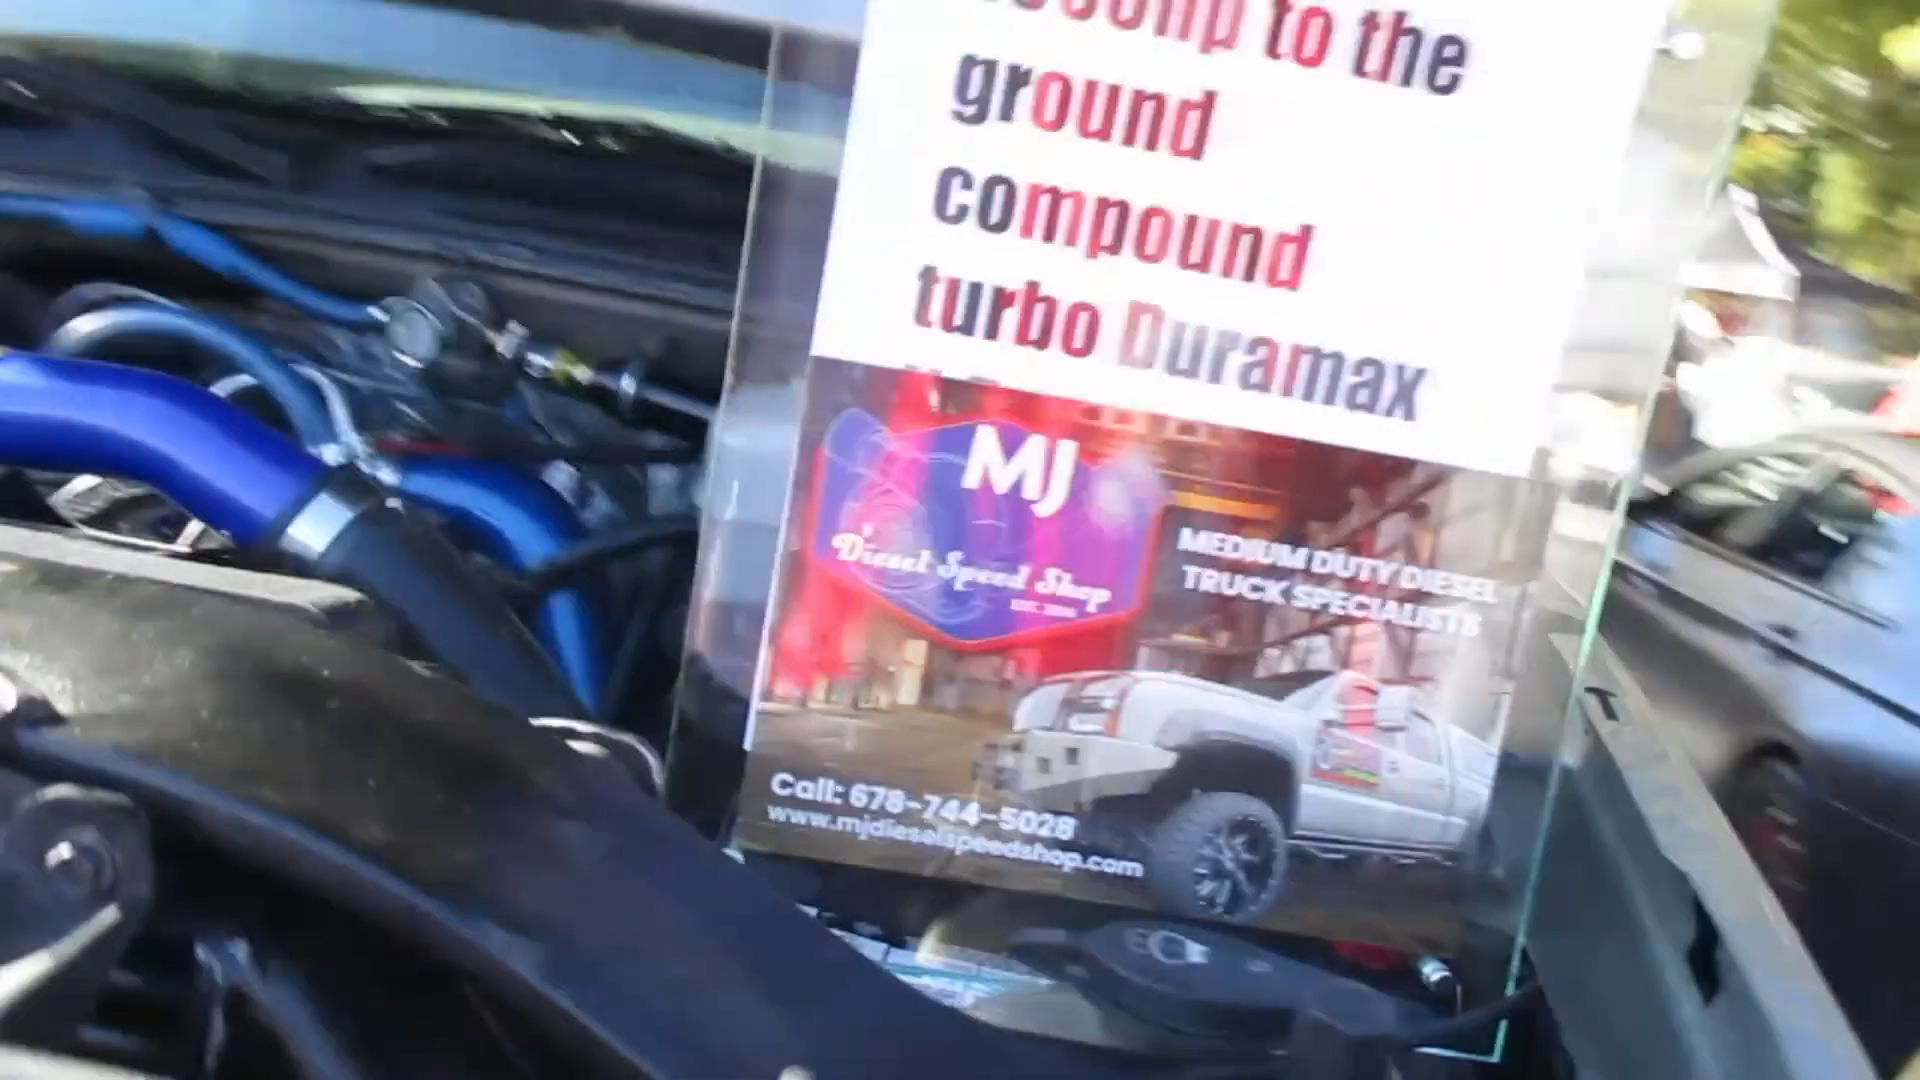 to the
ground
compound
turbo Duramax
MJ
Diesel Speed Shop
MEDIUM DUTY DIESEL
TRUCK SPECIALISTS
Call: 678-744-5028
www.mjdieselspeedshop.com